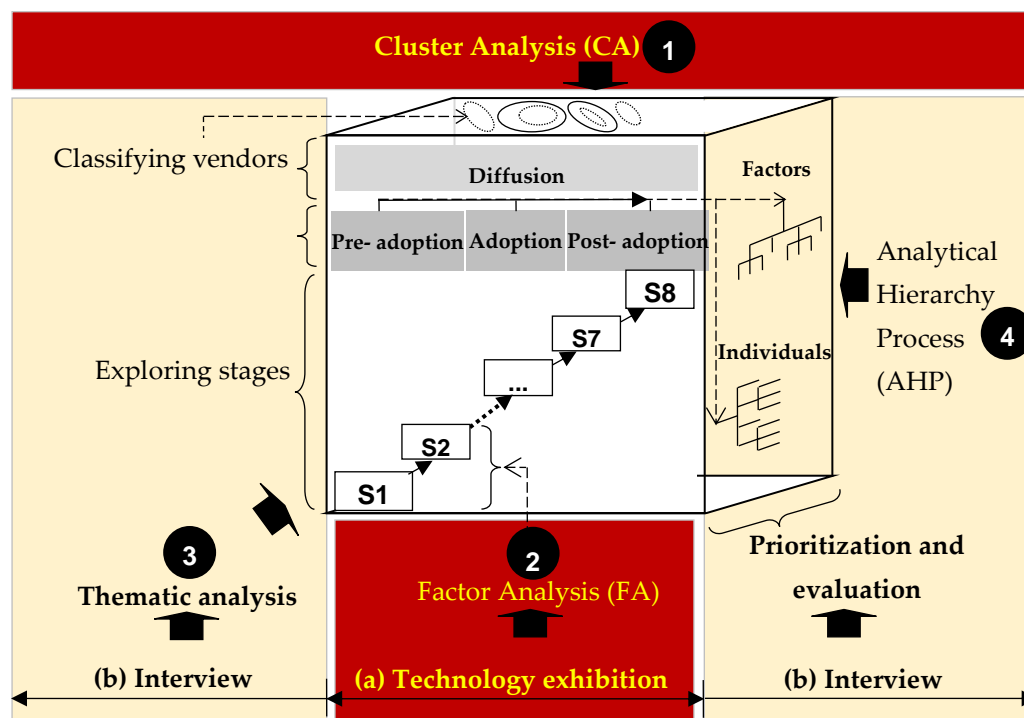 Cluster Analysis (CA) 1
Classifying vendors
Diffusion
Factors
Pre- adoption Adoption Post- adoption
Analytical
Hierarchy
Process
(AHP)
4
S8
S7
Individuals
Exploring stages
...
S2
S1
3
2
Prioritization and
evaluation
Thematic analysis
Factor Analysis (FA)
(b) Interview
(a) Technology exhibition
(b) Interview